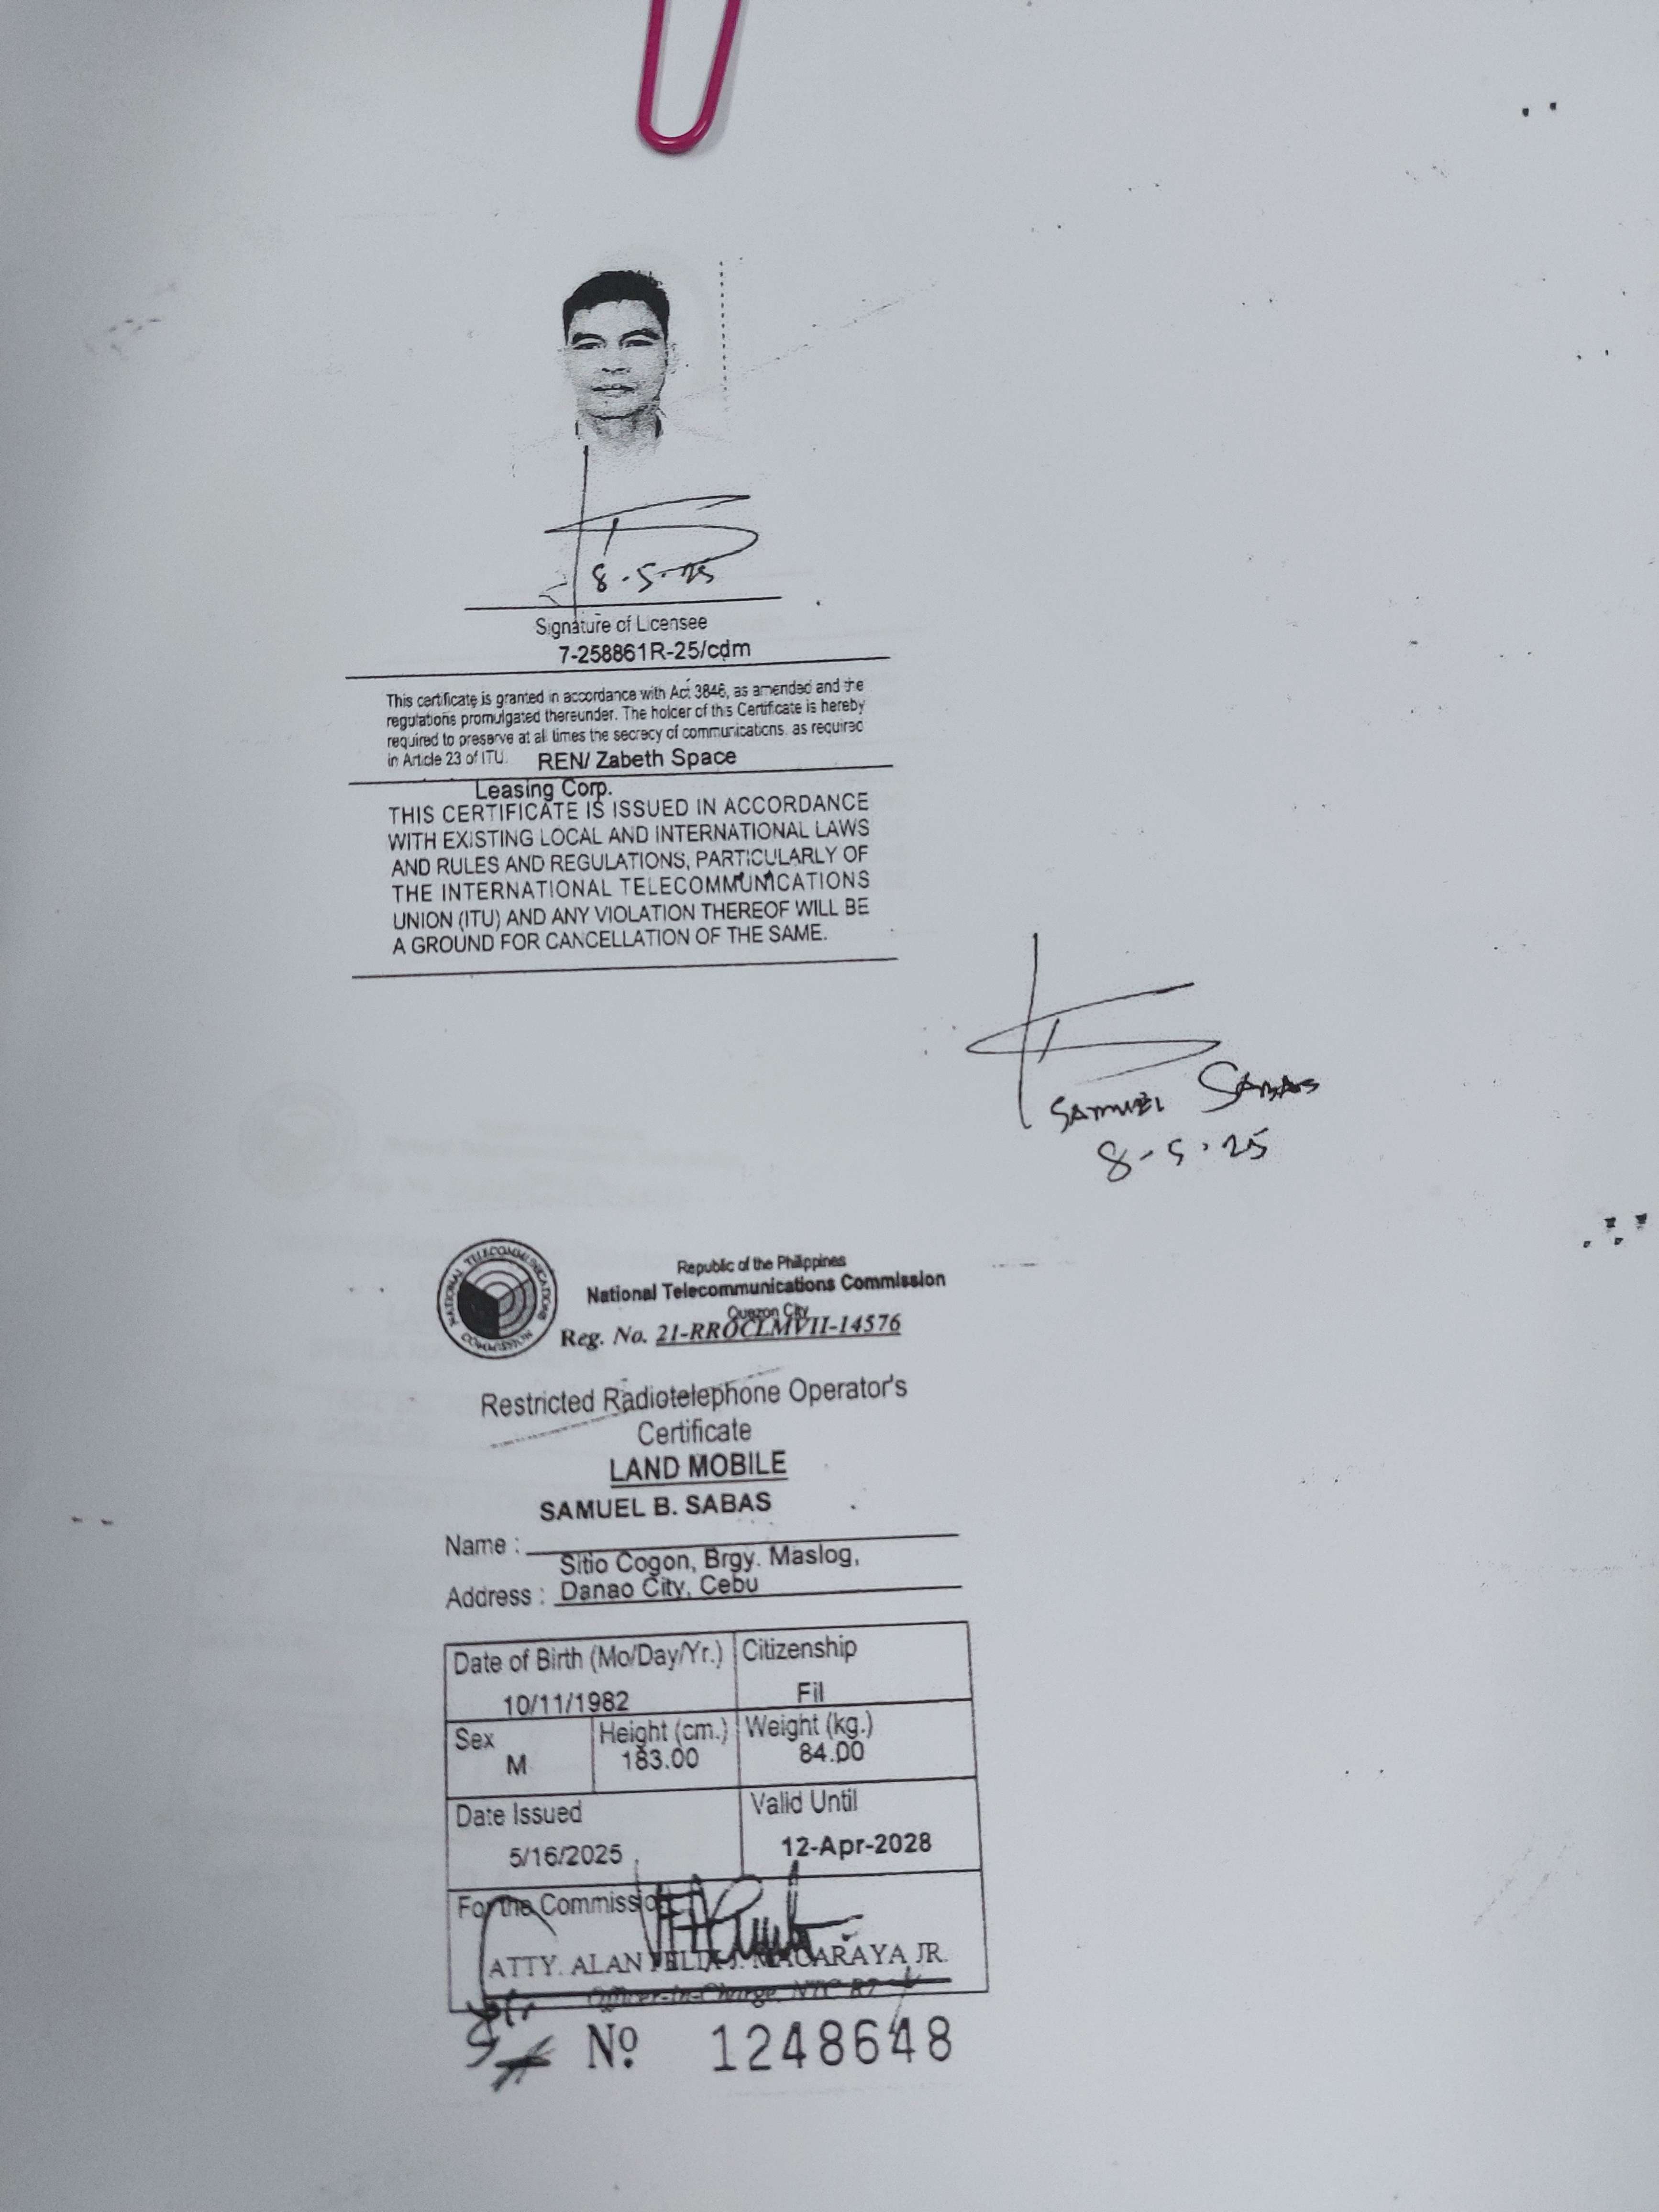 8-5-25
Signature of Licensee
7-258861R-25/cdm
This certificate is granted in accordance with Act 3846, as amended and the
regulations promulgated thereunder. The holder of this Certificate is hereby
required to preserve at all times the secrecy of communications, as required
in Article 23 of ITU. REN/ Zabeth Space
Leasing Corp.
THIS CERTIFICATE IS ISSUED IN ACCORDANCE
WITH EXISTING LOCAL AND INTERNATIONAL LAWS
AND RULES AND REGULATIONS, PARTICULARLY OF
THE INTERNATIONAL TELECOMMUNICATIONS
UNION (ITU) AND ANY VIOLATION THEREOF WILL BE
A GROUND FOR CANCELLATION OF THE SAME.
SAMUEL SABAS
8-5-25
NATIONAL TELECOMMUNICATIONS COMMISSION
Republic of the Philippines
National Telecommunications Commission
Quezon City
Reg. No. 21-RROCLMVII-14576
Restricted Radiotelephone Operator's
Certificate
LAND MOBILE
SAMUEL B. SABAS
Name :
Sitio Cogon, Brgy. Maslog,
Address : Danao City, Cebu
Date of Birth (Mo/Day/Yr.) Citizenship
10/11/1982 Fil
Sex Height (cm.) Weight (kg.)
M 183.00 84.00
Date Issued Valid Until
5/16/2025 12-Apr-2028
For the Commission
ATTY. ALAN FELIX J. MACARAYA JR.
Officer-in-Charge, NTC R7
No 1248648